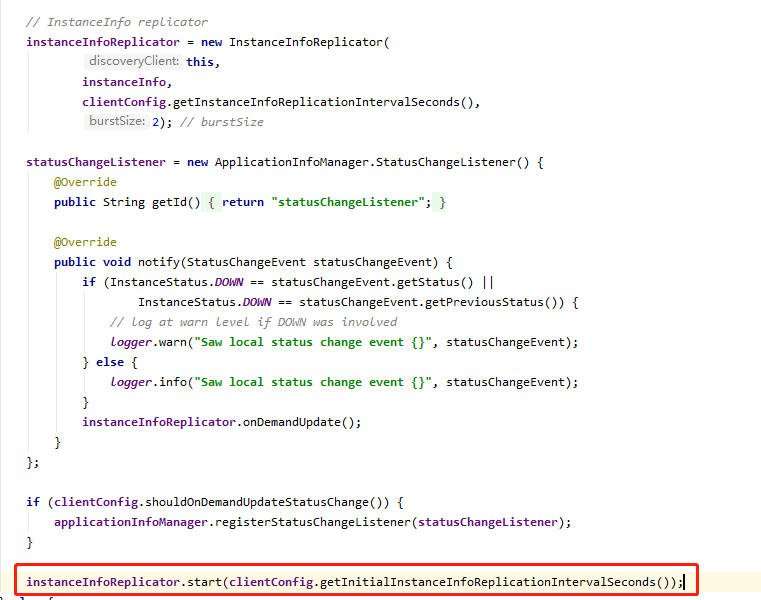 // InstanceInfo replicator
instanceInfoReplicator = new InstanceInfoReplicator(
discoveryClient: this,
instanceInfo,
clientConfig.getInstanceInfoReplicationIntervalSeconds(),
burstSize: 2); // burstSize
statusChangeListener = new ApplicationInfoManager.StatusChangeListener() {
@Override
public String getId() { return "statusChangeListener"; }
@Override
public void notify(StatusChangeEvent statusChangeEvent) {
if (InstanceStatus.DOWN == statusChangeEvent.getStatus() ||
InstanceStatus.DOWN == statusChangeEvent.getPreviousStatus()) {
// log at warn level if DOWN was involved
logger.warn("Saw local status change event {}", statusChangeEvent);
} else {
logger.info("Saw local status change event {}", statusChangeEvent);
}
instanceInfoReplicator.onDemandUpdate();
}
};
if (clientConfig.shouldOnDemandUpdateStatusChange()) {
applicationInfoManager.registerStatusChangeListener(statusChangeListener);
}
instanceInfoReplicator.start(clientConfig.getInitialInstanceInfoReplicationIntervalSeconds());